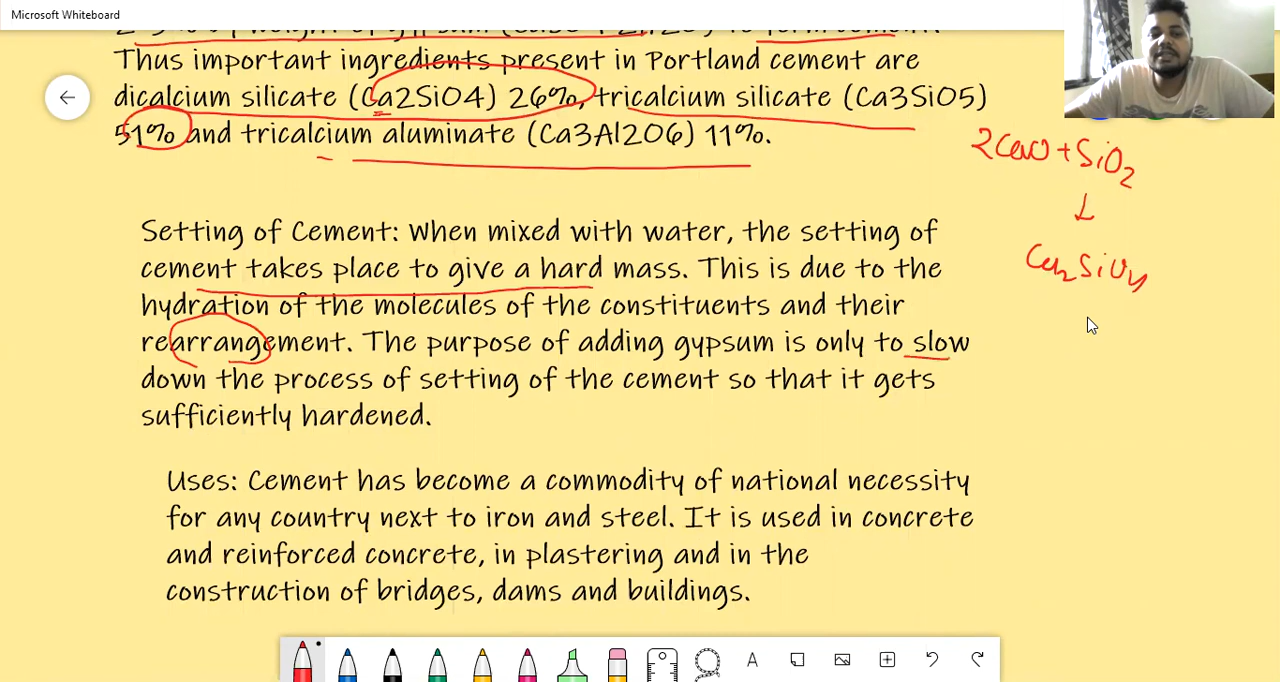 Microsoft Whiteboard
Thus important ingredients present in Portland cement are
dicalcium silicate (Ca2SiO4) 26%, tricalcium silicate (Ca3SiO5)
51% and tricalcium aluminate (Ca3Al2O6) 11%.
2CaO + SiO2
↓
Ca2SiO4
Setting of Cement: When mixed with water, the setting of
cement takes place to give a hard mass. This is due to the
hydration of the molecules of the constituents and their
rearrangement. The purpose of adding gypsum is only to slow
down the process of setting of the cement so that it gets
sufficiently hardened.
Uses: Cement has become a commodity of national necessity
for any country next to iron and steel. It is used in concrete
and reinforced concrete, in plastering and in the
construction of bridges, dams and buildings.
A